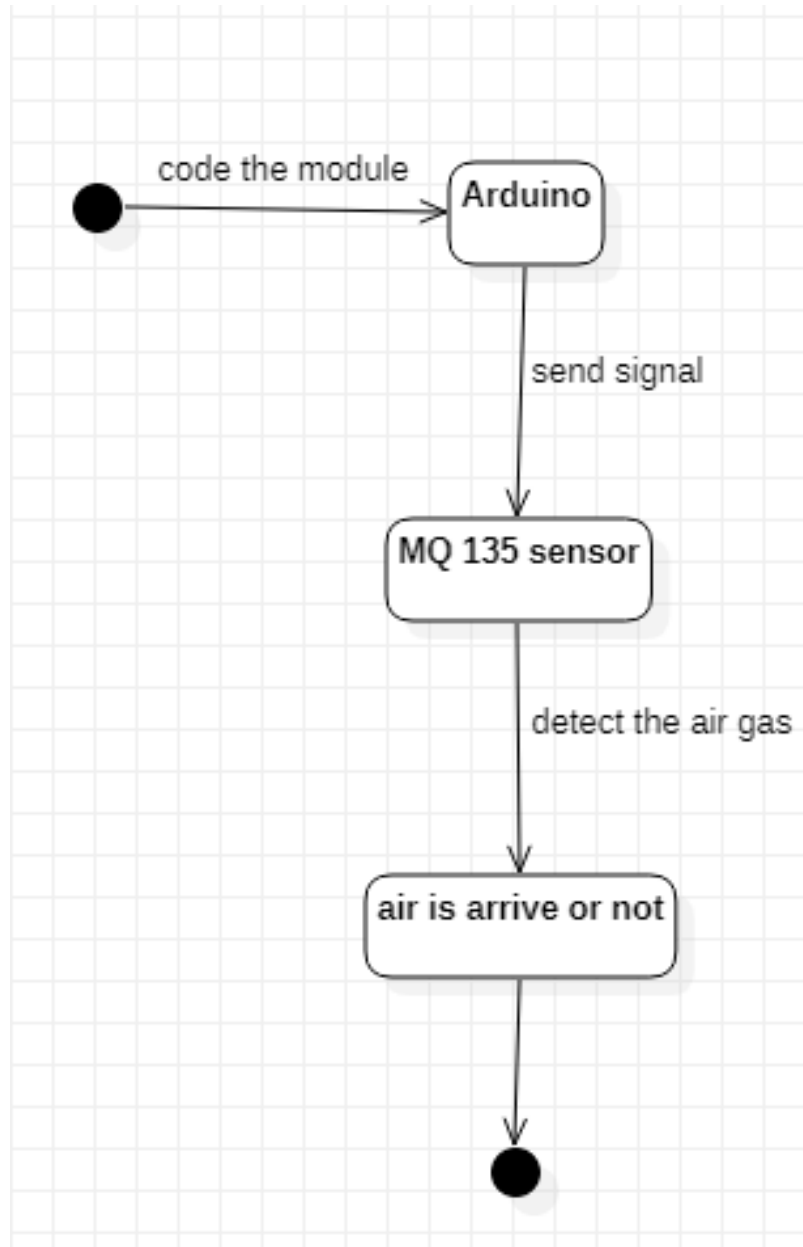 code the module
Arduino
send signal
MQ 135 sensor
detect the air gas
air is arrive or not